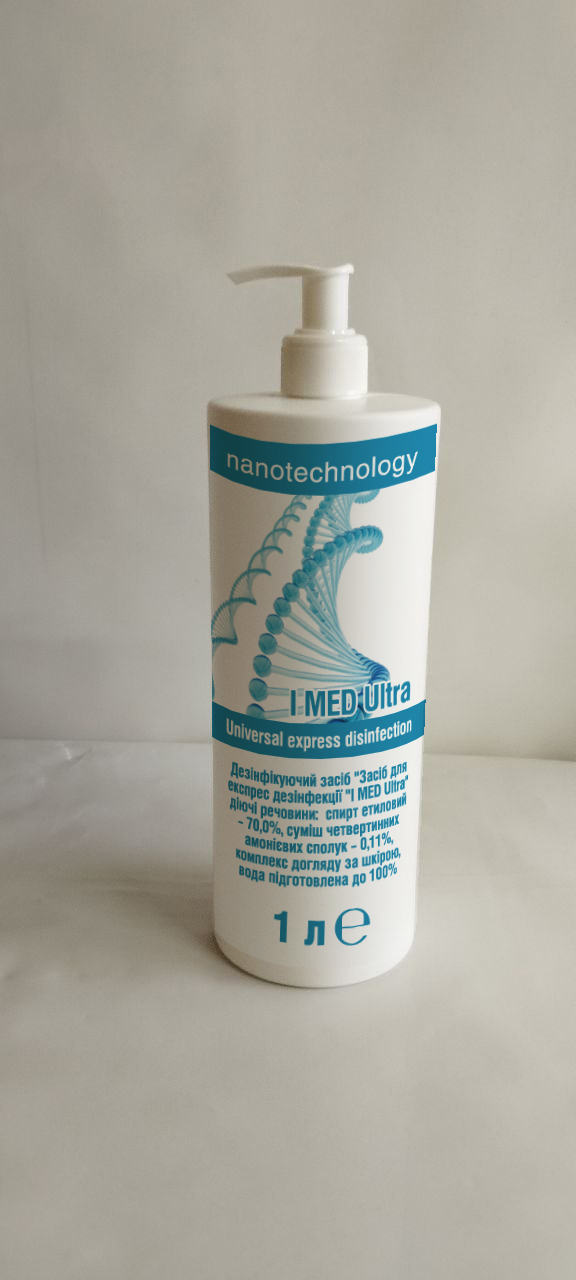 nanotechnology
I MED Ultra
Universal express disinfection
Дезінфікуючий засіб "Засіб для
експрес дезінфекції "I MED Ultra"
діючі речовини: спирт етиловий
- 70,0%, суміш четвертинних
амонієвих сполук - 0,11%,
комплекс догляду за шкірою,
вода підготовлена до 100%
1 л ℮